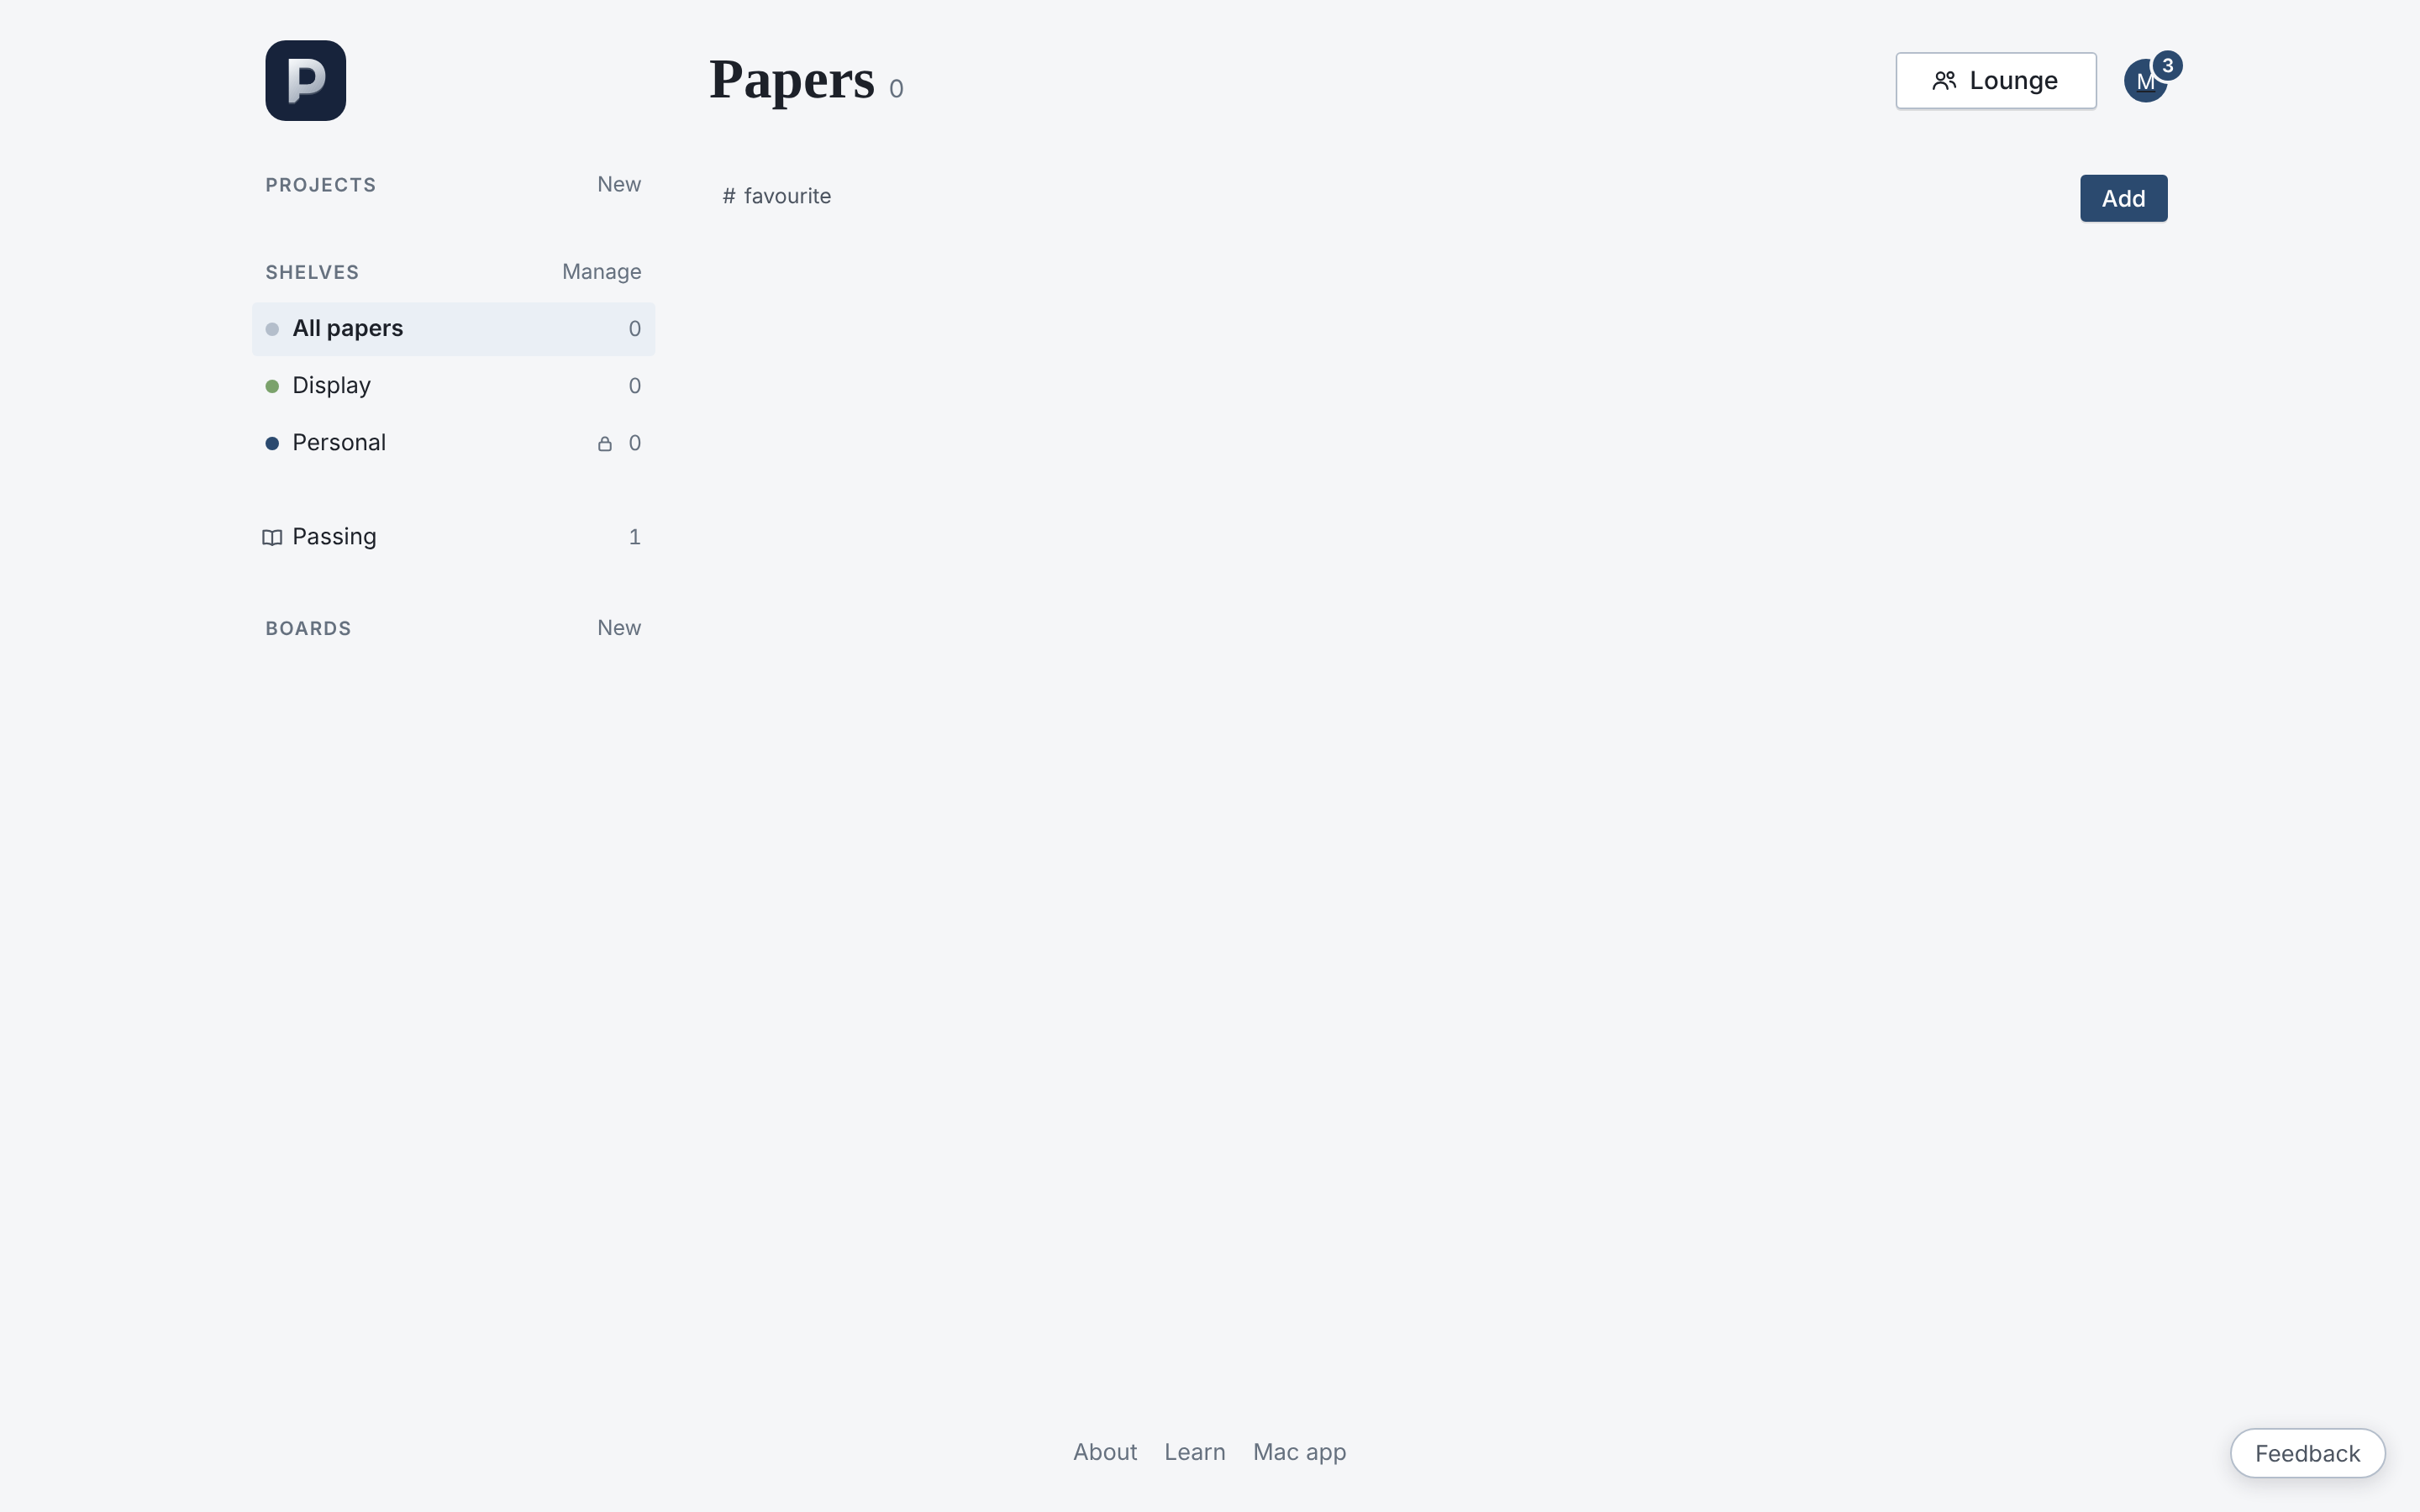 P
Papers 0
Lounge
M 3
PROJECTS New
# favourite
Add
SHELVES Manage
All papers 0
Display 0
Personal 0
Passing 1
BOARDS New
About Learn Mac app
Feedback